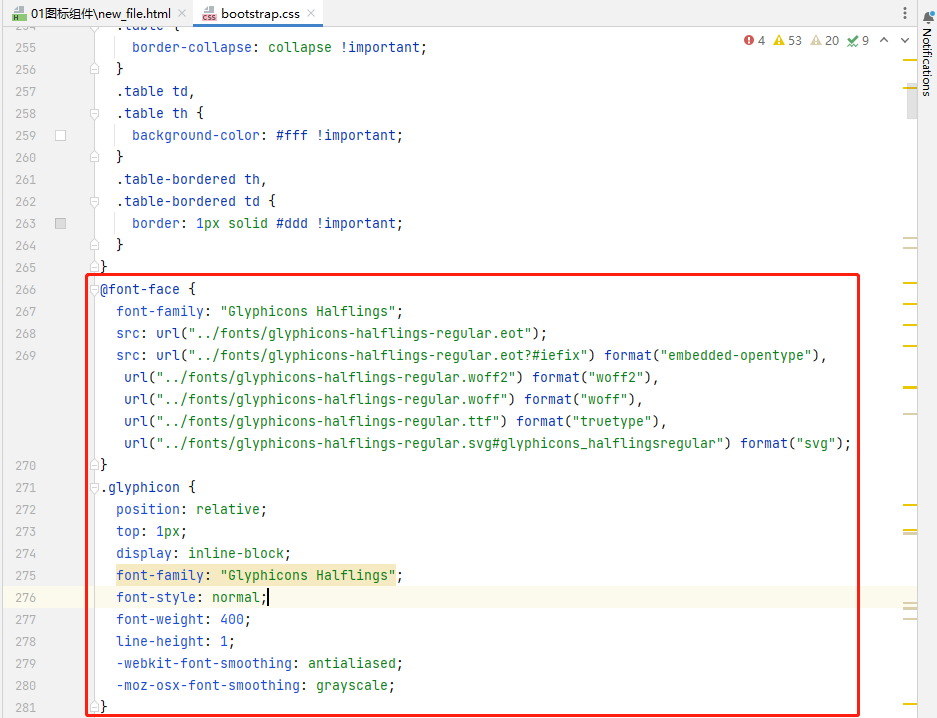 01图标组件\new_file.html
bootstrap.css
4 53 20 9
Notifications
254 .table {
255 border-collapse: collapse !important;
256 }
257 .table td,
258 .table th {
259 background-color: #fff !important;
260 }
261 .table-bordered th,
262 .table-bordered td {
263 border: 1px solid #ddd !important;
264 }
265 }
266 @font-face {
267 font-family: "Glyphicons Halflings";
268 src: url("../fonts/glyphicons-halflings-regular.eot");
269 src: url("../fonts/glyphicons-halflings-regular.eot?#iefix") format("embedded-opentype"),
url("../fonts/glyphicons-halflings-regular.woff2") format("woff2"),
url("../fonts/glyphicons-halflings-regular.woff") format("woff"),
url("../fonts/glyphicons-halflings-regular.ttf") format("truetype"),
url("../fonts/glyphicons-halflings-regular.svg#glyphicons_halflingsregular") format("svg");
270 }
271 .glyphicon {
272 position: relative;
273 top: 1px;
274 display: inline-block;
275 font-family: "Glyphicons Halflings";
276 font-style: normal;
277 font-weight: 400;
278 line-height: 1;
279 -webkit-font-smoothing: antialiased;
280 -moz-osx-font-smoothing: grayscale;
281 }